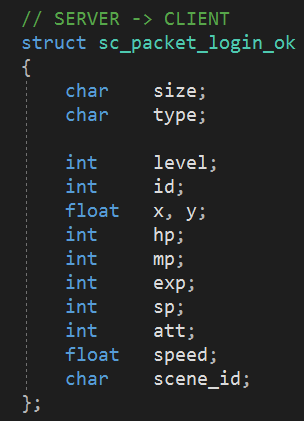 // SERVER -> CLIENT
struct sc_packet_login_ok
{
char size;
char type;
int level;
int id;
float x, y;
int hp;
int mp;
int exp;
int sp;
int att;
float speed;
char scene_id;
};